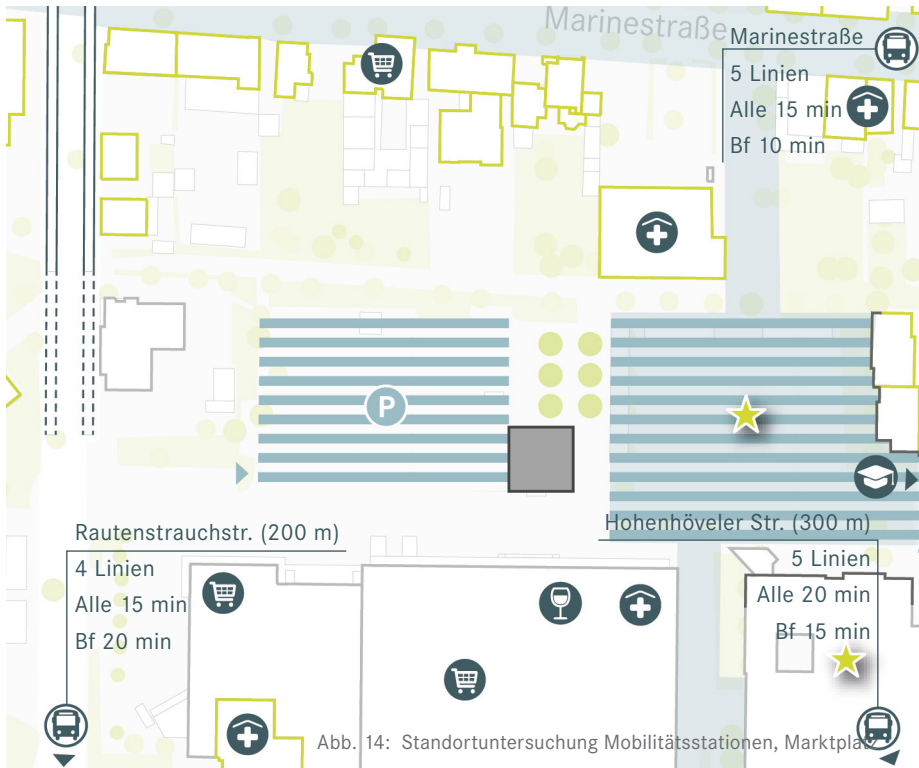 Marinestraße
Marinestraße
5 Linien
Alle 15 min
Bf 10 min
P
Rautenstrauchstr. (200 m)
4 Linien
Alle 15 min
Bf 20 min
Hohenhöveler Str. (300 m)
5 Linien
Alle 20 min
Bf 15 min
Abb. 14: Standortuntersuchung Mobilitätsstationen, Marktplatz